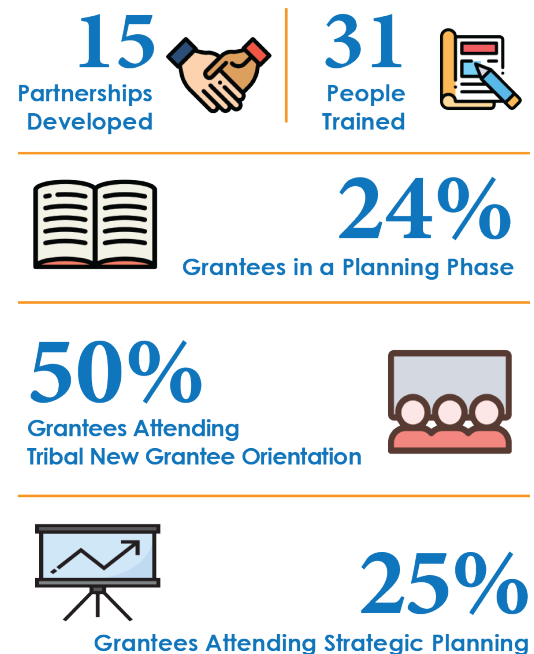 15
Partnerships
Developed
31
People
Trained
24%
Grantees in a Planning Phase
50%
Grantees Attending
Tribal New Grantee Orientation
25%
Grantees Attending Strategic Planning